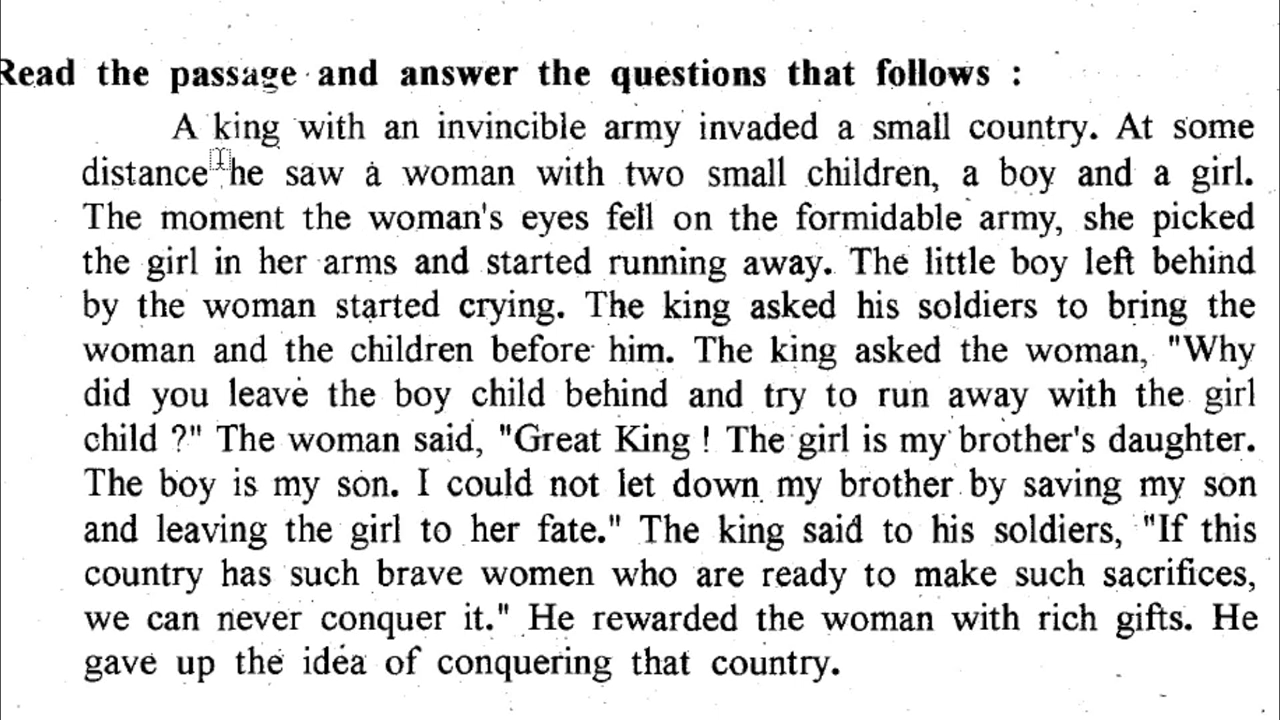 Read the passage and answer the questions that follows :
A king with an invincible army invaded a small country. At some
distance he saw a woman with two small children, a boy and a girl.
The moment the woman's eyes fell on the formidable army, she picked
the girl in her arms and started running away. The little boy left behind
by the woman started crying. The king asked his soldiers to bring the
woman and the children before him. The king asked the woman, "Why
did you leave the boy child behind and try to run away with the girl
child ?" The woman said, "Great King ! The girl is my brother's daughter.
The boy is my son. I could not let down my brother by saving my son
and leaving the girl to her fate." The king said to his soldiers, "If this
country has such brave women who are ready to make such sacrifices,
we can never conquer it." He rewarded the woman with rich gifts. He
gave up the idea of conquering that country.